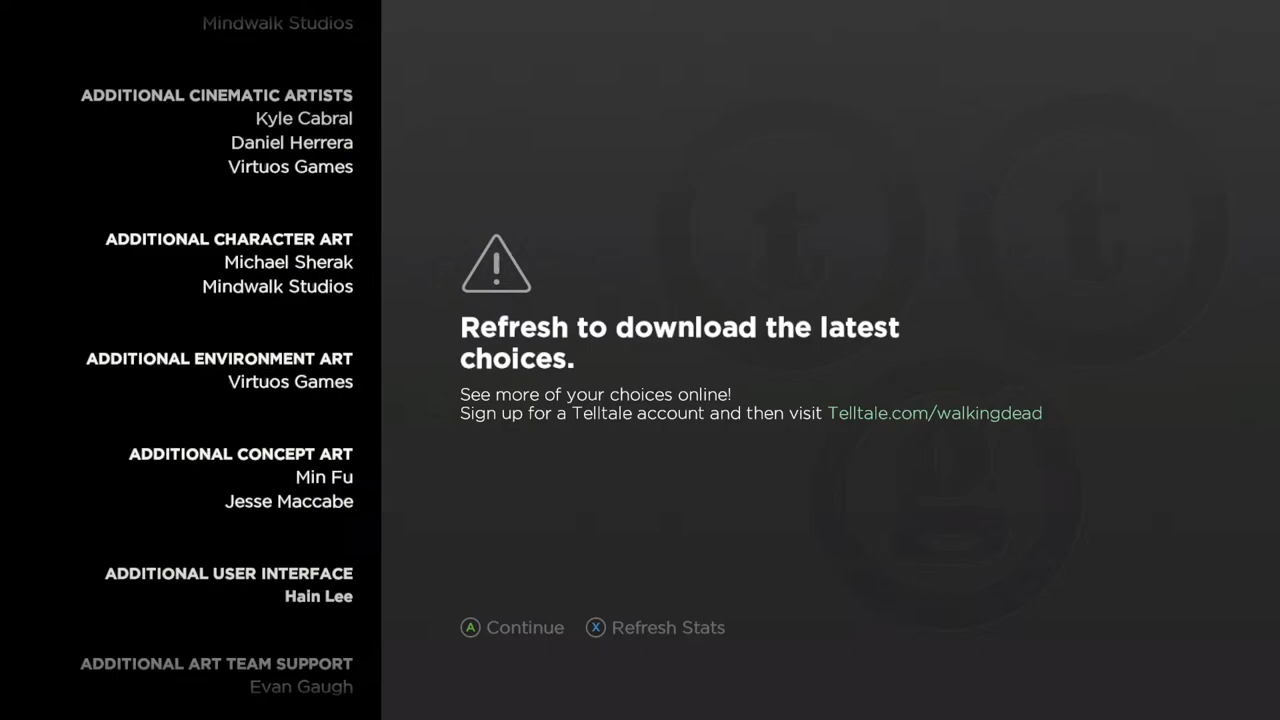 Mindwalk Studios
ADDITIONAL CINEMATIC ARTISTS
Kyle Cabral
Daniel Herrera
Virtuos Games
ADDITIONAL CHARACTER ART
Michael Sherak
Mindwalk Studios
ADDITIONAL ENVIRONMENT ART
Virtuos Games
ADDITIONAL CONCEPT ART
Min Fu
Jesse Maccabe
ADDITIONAL USER INTERFACE
Hain Lee
ADDITIONAL ART TEAM SUPPORT
Evan Gaugh
Refresh to download the latest
choices.
See more of your choices online!
Sign up for a Telltale account and then visit Telltale.com/walkingdead
A Continue X Refresh Stats